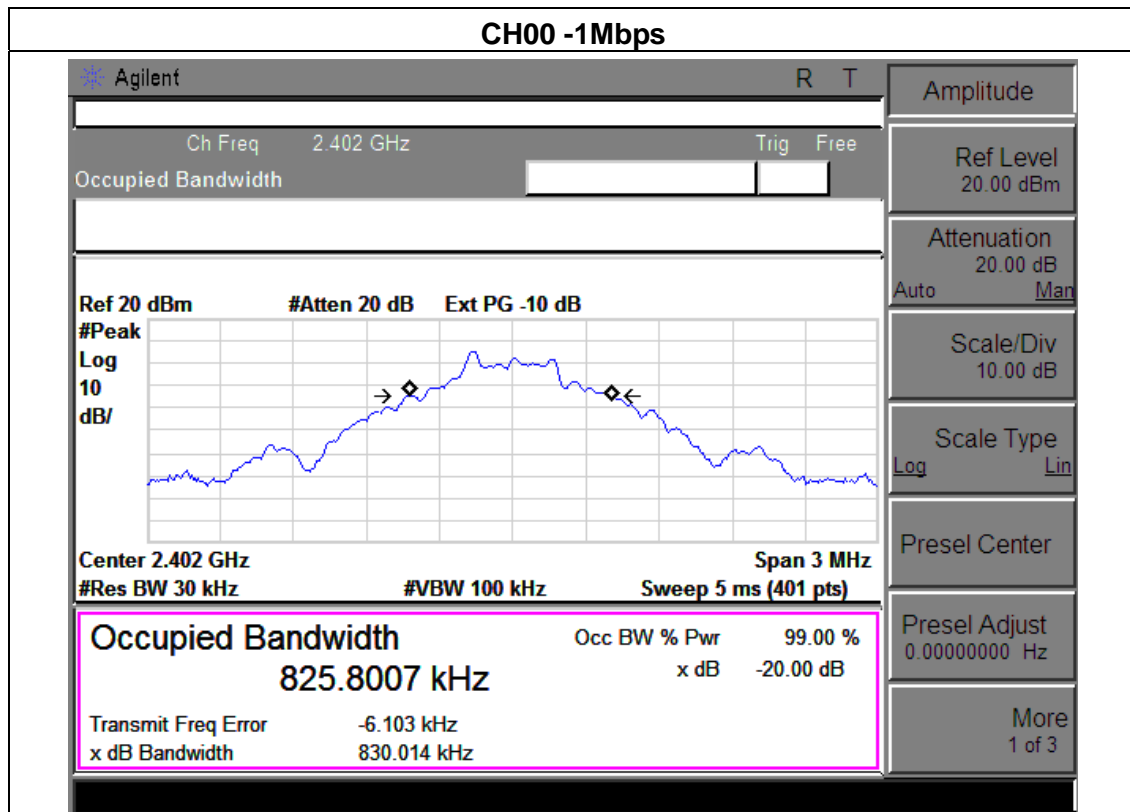 CH00 -1Mbps
Agilent R T
Ch Freq 2.402 GHz Trig Free
Occupied Bandwidth
Ref 20 dBm #Atten 20 dB Ext PG -10 dB
#Peak
Log
10
dB/
Center 2.402 GHz Span 3 MHz
#Res BW 30 kHz #VBW 100 kHz Sweep 5 ms (401 pts)
Occupied Bandwidth Occ BW % Pwr 99.00 %
825.8007 kHz x dB -20.00 dB
Transmit Freq Error -6.103 kHz
x dB Bandwidth 830.014 kHz
Amplitude
Ref Level
20.00 dBm
Attenuation
20.00 dB
Auto Man
Scale/Div
10.00 dB
Scale Type
Log Lin
Presel Center
Presel Adjust
0.00000000 Hz
More
1 of 3